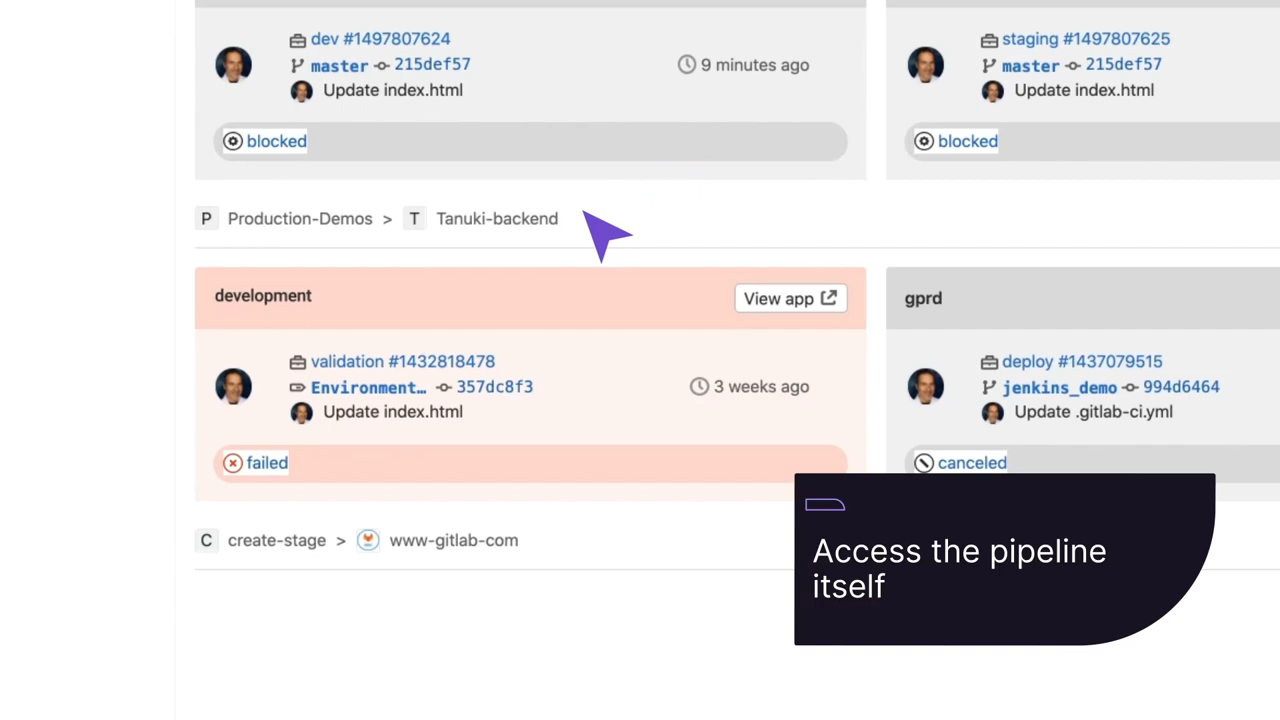 dev #1497807624
master 215def57
Update index.html
9 minutes ago
blocked
staging #1497807625
master 215def57
Update index.html
blocked
P Production-Demos > T Tanuki-backend
development
View app
validation #1432818478
Environment… 357dc8f3
Update index.html
3 weeks ago
failed
gprd
deploy #1437079515
jenkins_demo 994d6464
Update .gitlab-ci.yml
canceled
C create-stage > www-gitlab-com
Access the pipeline
itself